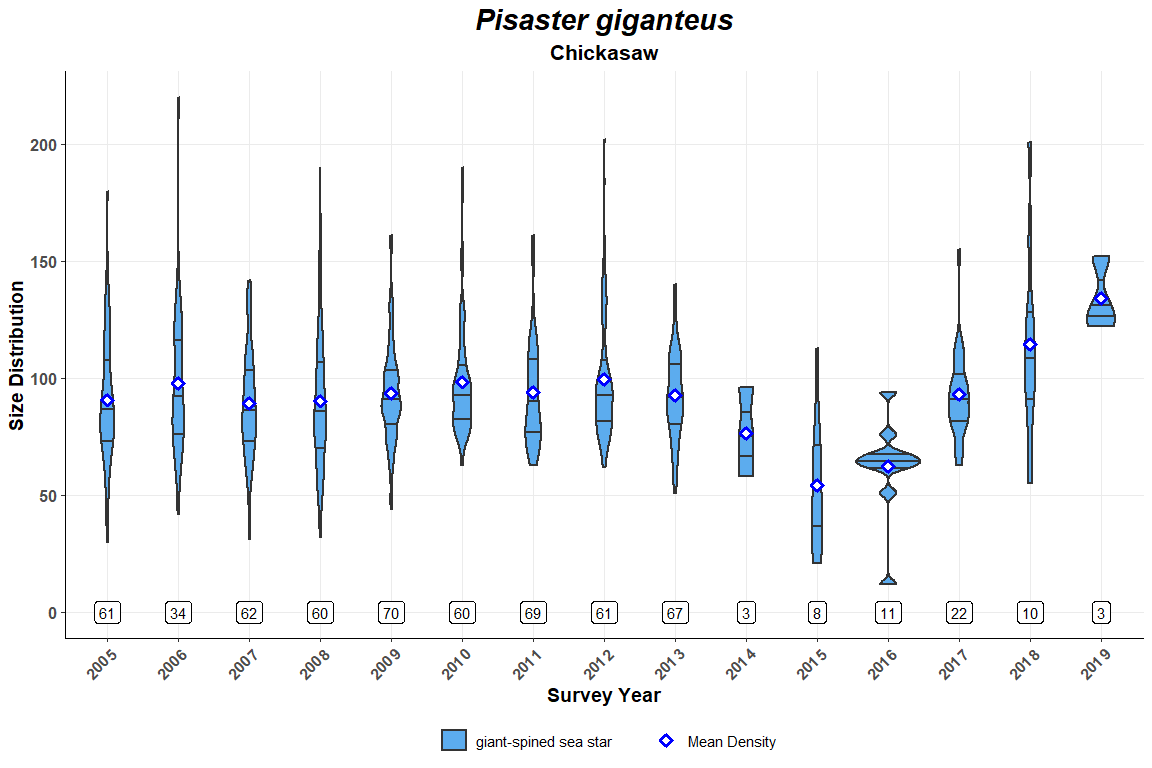 Pisaster giganteus
Chickasaw
Size Distribution
200
150
100
50
0
61 34 62 60 70 60 69 61 67 3 8 11 22 10 3
2005 2006 2007 2008 2009 2010 2011 2012 2013 2014 2015 2016 2017 2018 2019
Survey Year
giant-spined sea star Mean Density